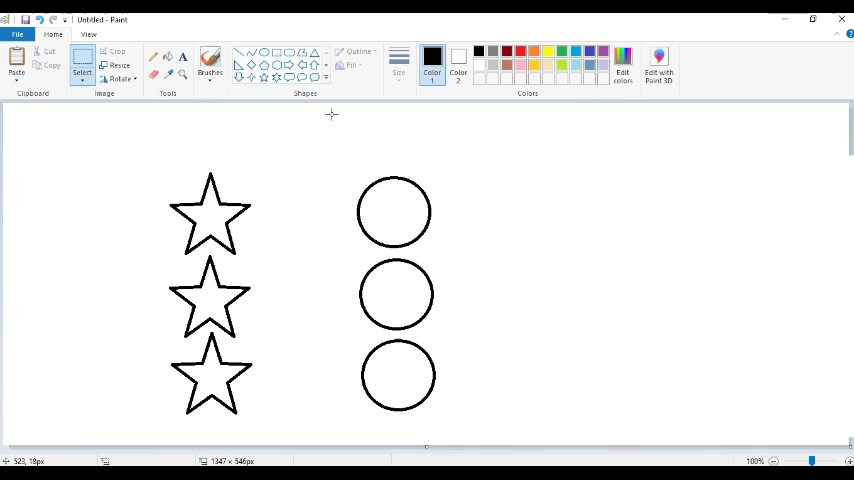 Untitled - Paint
File Home View
Paste Cut Copy
Clipboard
Select Crop Resize Rotate
Image
A
Tools
Brushes
Outline Fill
Shapes
Size
Color 1
Color 2
Edit colors
Colors
Edit with Paint 3D
523, 18px
1347 × 546px
100%